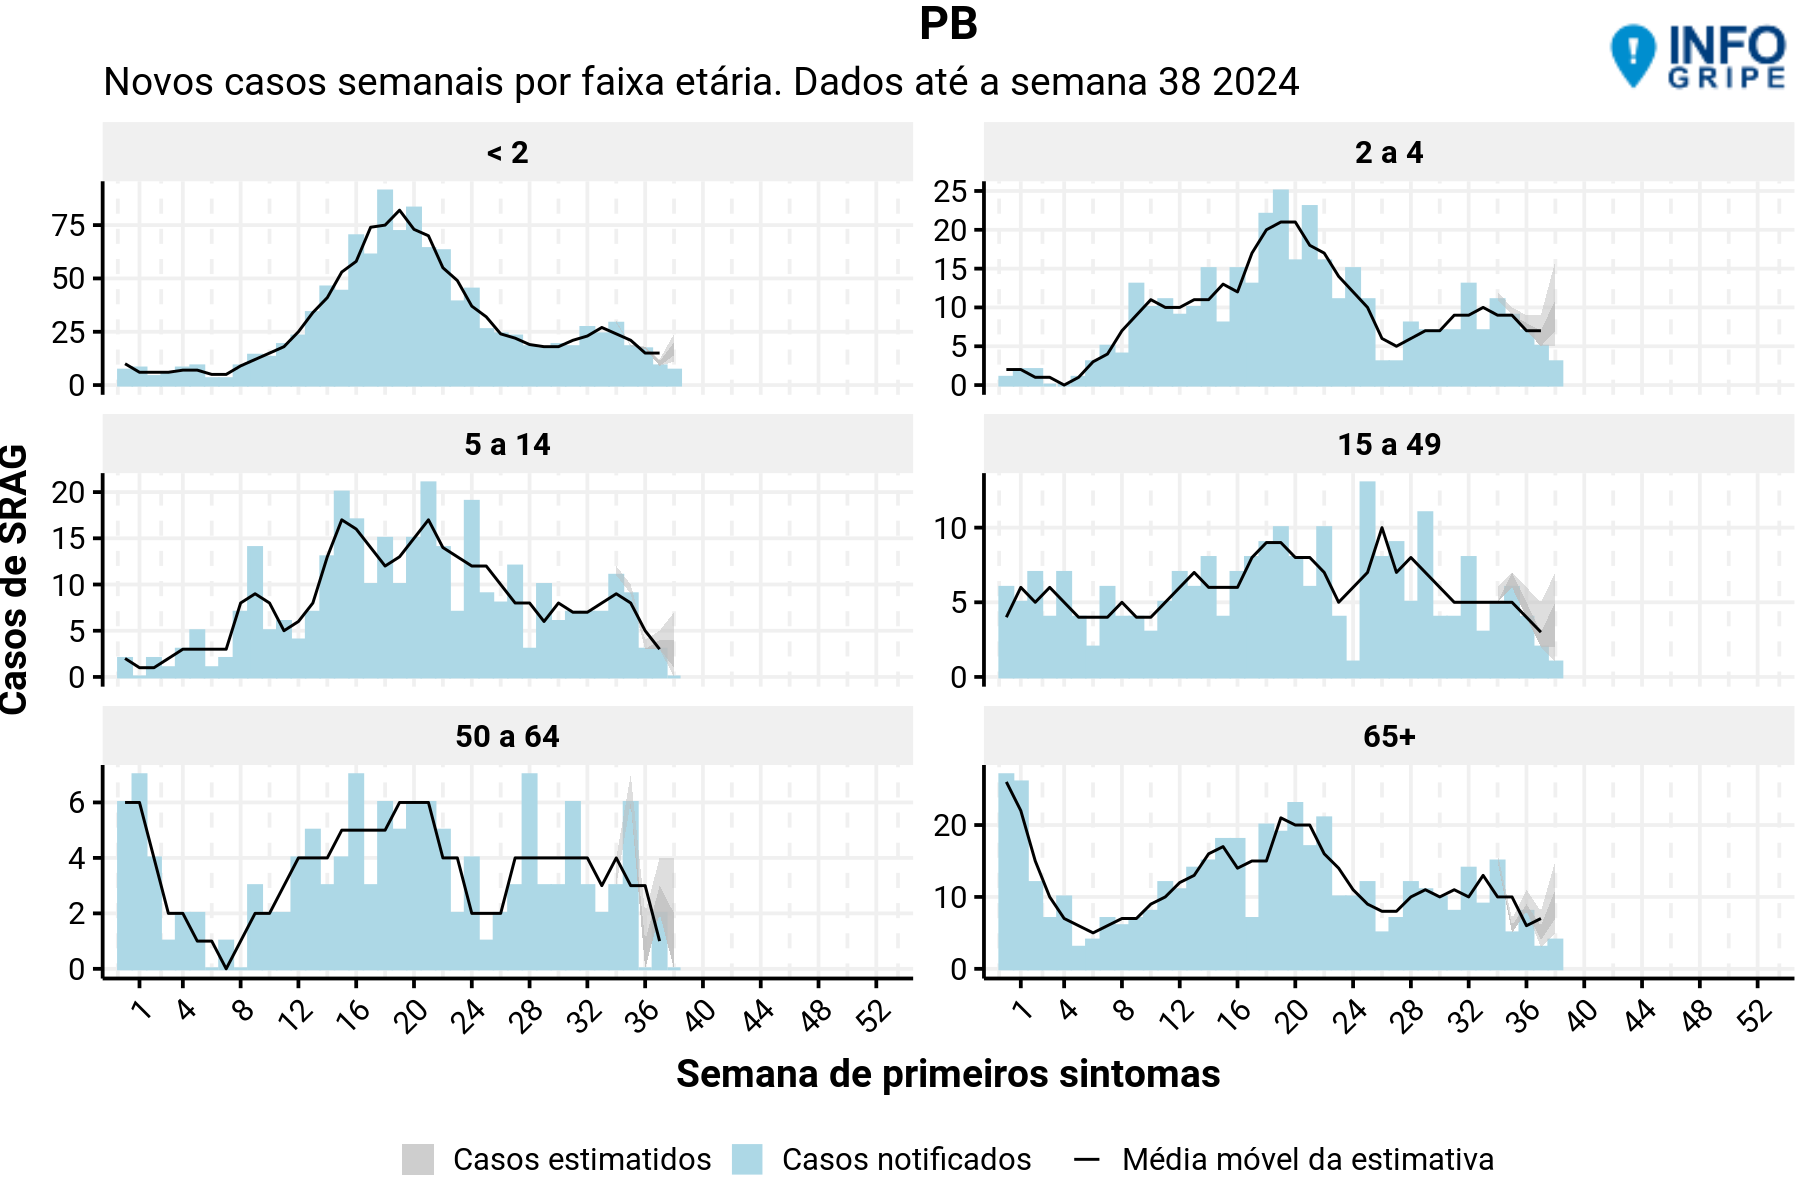 PB
INFO
GRIPE
Novos casos semanais por faixa etária. Dados até a semana 38 2024
< 2
2 a 4
75
50
25
0
25
20
15
10
5
0
5 a 14
15 a 49
20
15
10
5
0
10
5
0
Casos de SRAG
50 a 64
65+
6
4
2
0
20
10
0
1 4 8 12 16 20 24 28 32 36 40 44 48 52
1 4 8 12 16 20 24 28 32 36 40 44 48 52
Semana de primeiros sintomas
Casos estimatidos Casos notificados Média móvel da estimativa